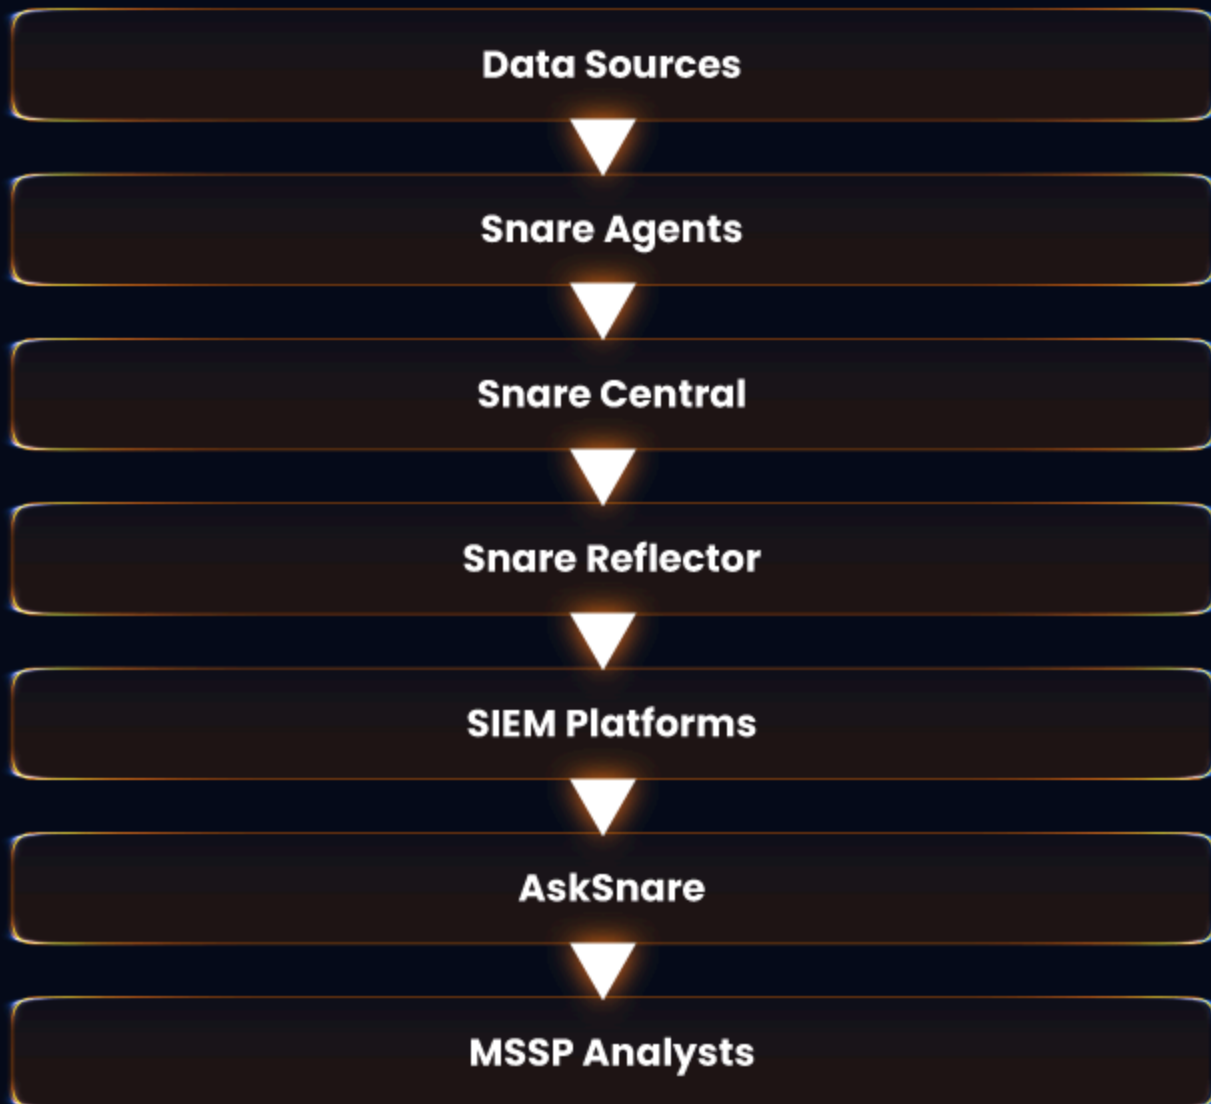 Data Sources
Snare Agents
Snare Central
Snare Reflector
SIEM Platforms
AskSnare
MSSP Analysts